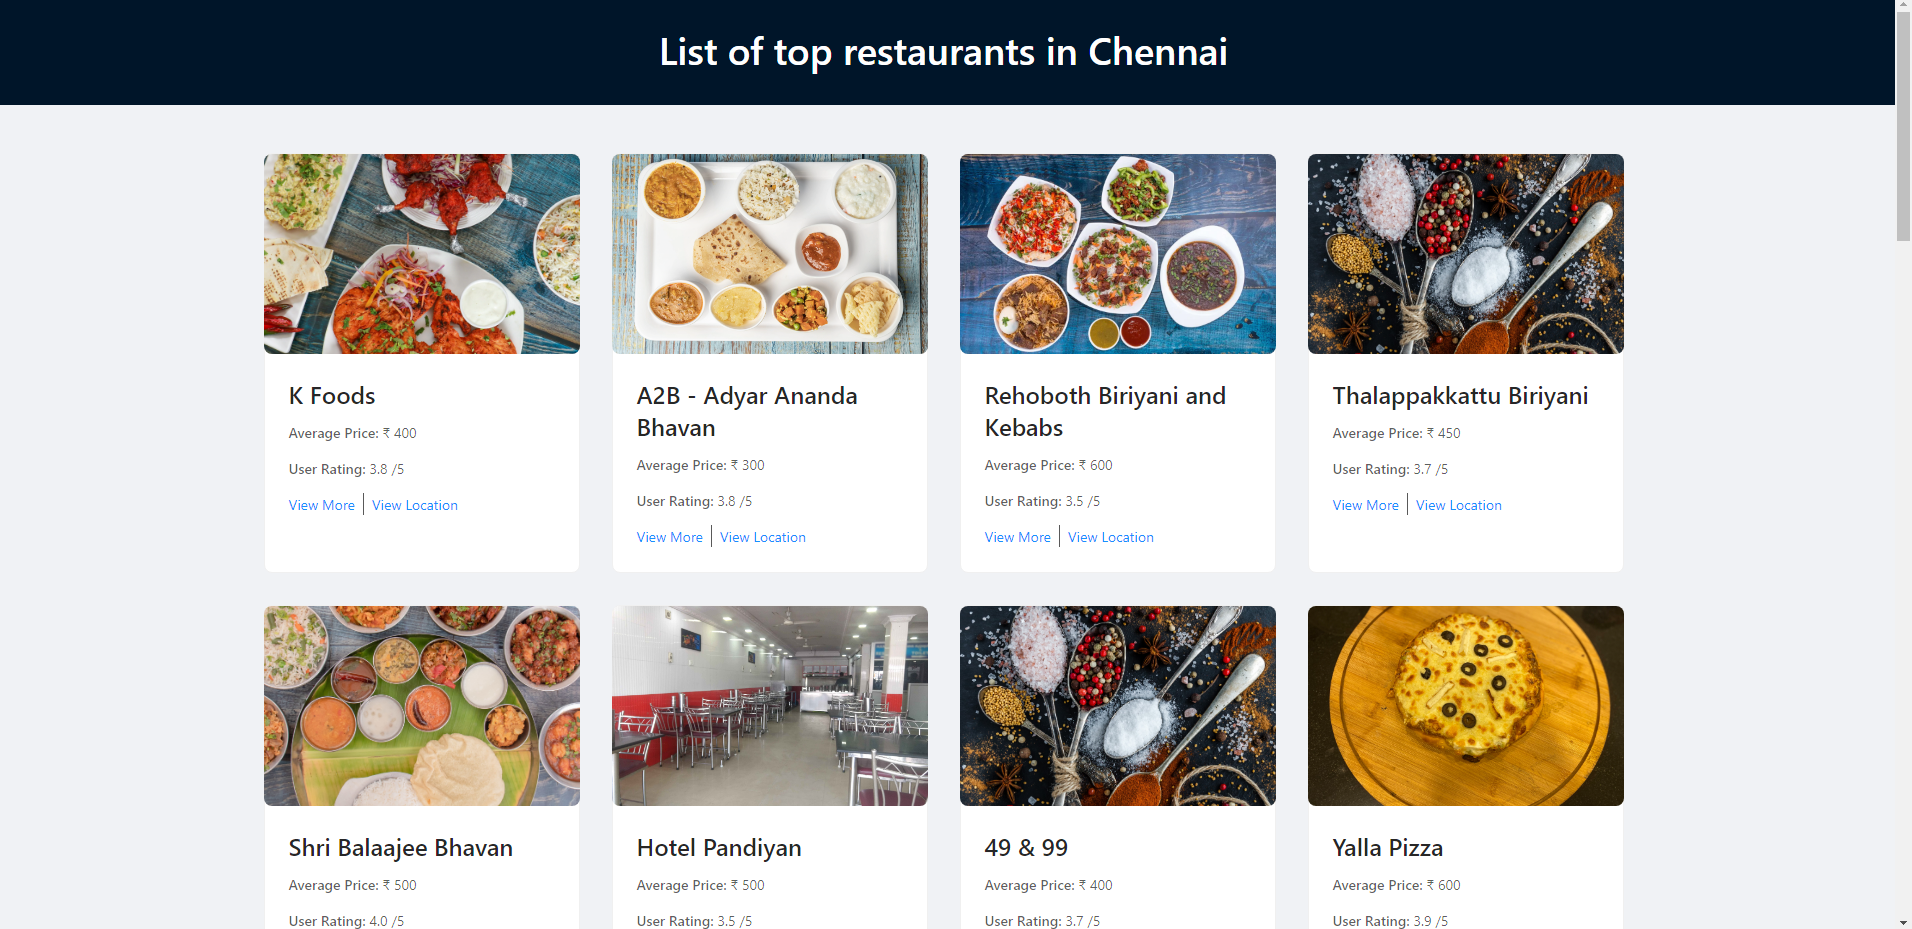 List of top restaurants in Chennai
K Foods
Average Price: ₹ 400
User Rating: 3.8 /5
View More | View Location
A2B - Adyar Ananda
Bhavan
Average Price: ₹ 300
User Rating: 3.8 /5
View More | View Location
Rehoboth Biriyani and
Kebabs
Average Price: ₹ 600
User Rating: 3.5 /5
View More | View Location
Thalappakkattu Biriyani
Average Price: ₹ 450
User Rating: 3.7 /5
View More | View Location
Shri Balaajee Bhavan
Average Price: ₹ 500
User Rating: 4.0 /5
Hotel Pandiyan
Average Price: ₹ 500
User Rating: 3.5 /5
49 & 99
Average Price: ₹ 400
User Rating: 3.7 /5
Yalla Pizza
Average Price: ₹ 600
User Rating: 3.9 /5